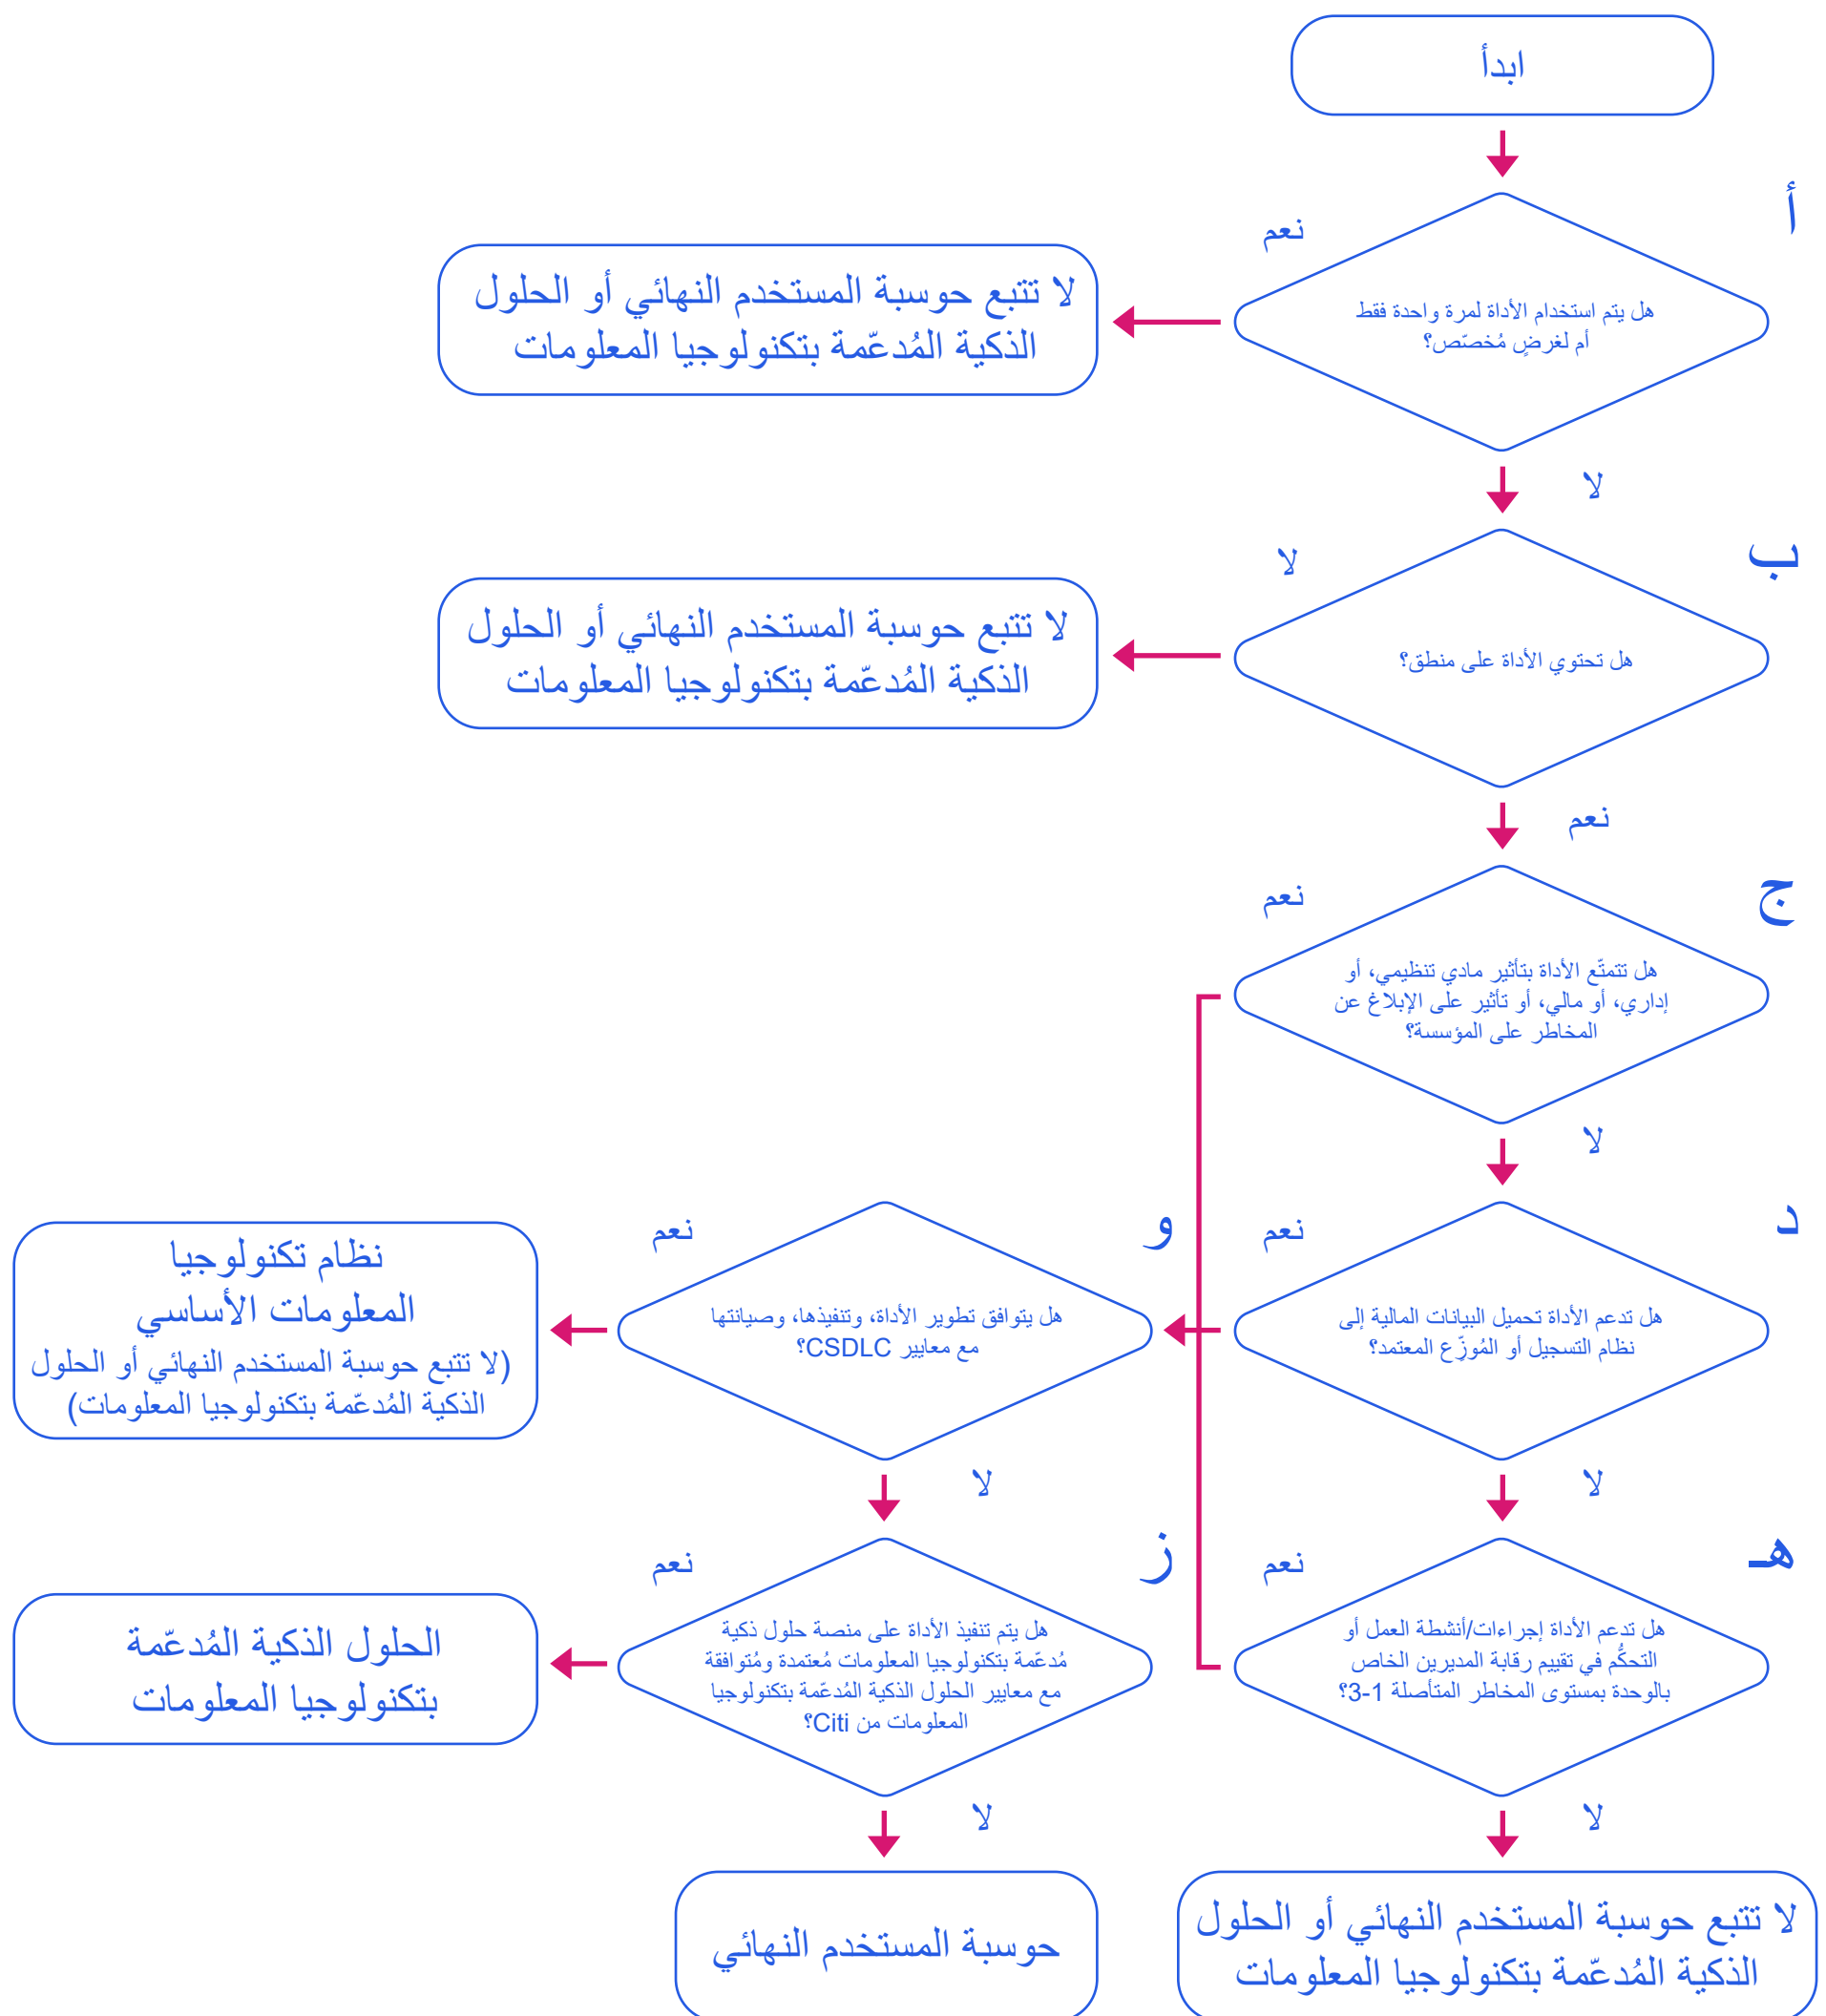 ابدأ
أ
هل يتم استخدام الأداة لمرة واحدة فقط
أم لغرضٍ مُخصّص؟
نعم
لا تتبع حوسبة المستخدم النهائي أو الحلول
الذكية المُدعّمة بتكنولوجيا المعلومات
لا
ب
هل تحتوي الأداة على منطق؟
لا
لا تتبع حوسبة المستخدم النهائي أو الحلول
الذكية المُدعّمة بتكنولوجيا المعلومات
نعم
ج
هل تتمتّع الأداة بتأثير مادي تنظيمي، أو
إداري، أو مالي، أو تأثير على الإبلاغ عن
المخاطر على المؤسسة؟
نعم
لا
د
هل تدعم الأداة تحميل البيانات المالية إلى
نظام التسجيل أو المُوزِّع المعتمد؟
نعم
لا
و
هل يتوافق تطوير الأداة، وتنفيذها، وصيانتها
مع معايير CSDLC؟
نعم
نظام تكنولوجيا
المعلومات الأساسي
(لا تتبع حوسبة المستخدم النهائي أو الحلول
الذكية المُدعّمة بتكنولوجيا المعلومات)
لا
هـ
هل تدعم الأداة إجراءات/أنشطة العمل أو
التحكُّم في تقييم رقابة المديرين الخاص
بالوحدة بمستوى المخاطر المتأصلة 1-3؟
نعم
لا
ز
هل يتم تنفيذ الأداة على منصة حلول ذكية
مُدعّمة بتكنولوجيا المعلومات مُعتمدة ومُتوافقة
مع معايير الحلول الذكية المُدعّمة بتكنولوجيا
المعلومات من Citi؟
نعم
الحلول الذكية المُدعّمة
بتكنولوجيا المعلومات
لا
لا تتبع حوسبة المستخدم النهائي أو الحلول
الذكية المُدعّمة بتكنولوجيا المعلومات
حوسبة المستخدم النهائي